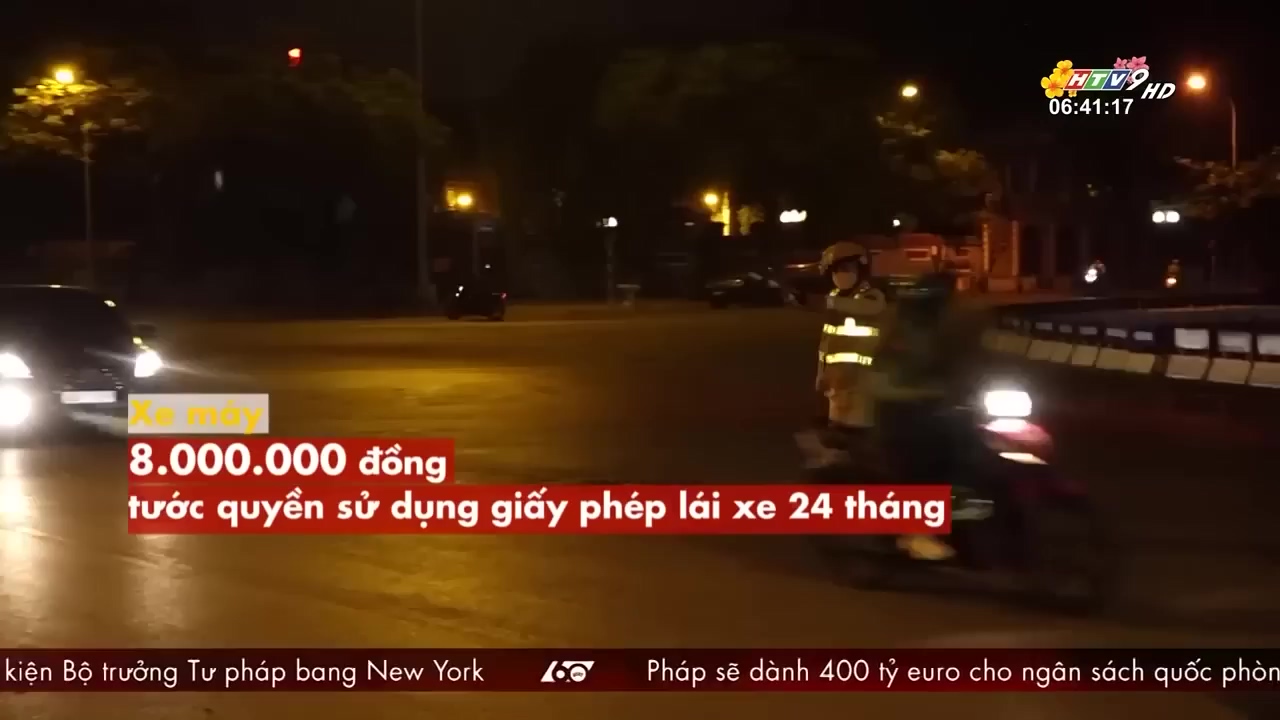 HTV9 HD
06:41:17
Xe máy
8.000.000 đồng
tước quyền sử dụng giấy phép lái xe 24 tháng
kiện Bộ trưởng Tư pháp bang New York 60 giây Pháp sẽ dành 400 tỷ euro cho ngân sách quốc phòn